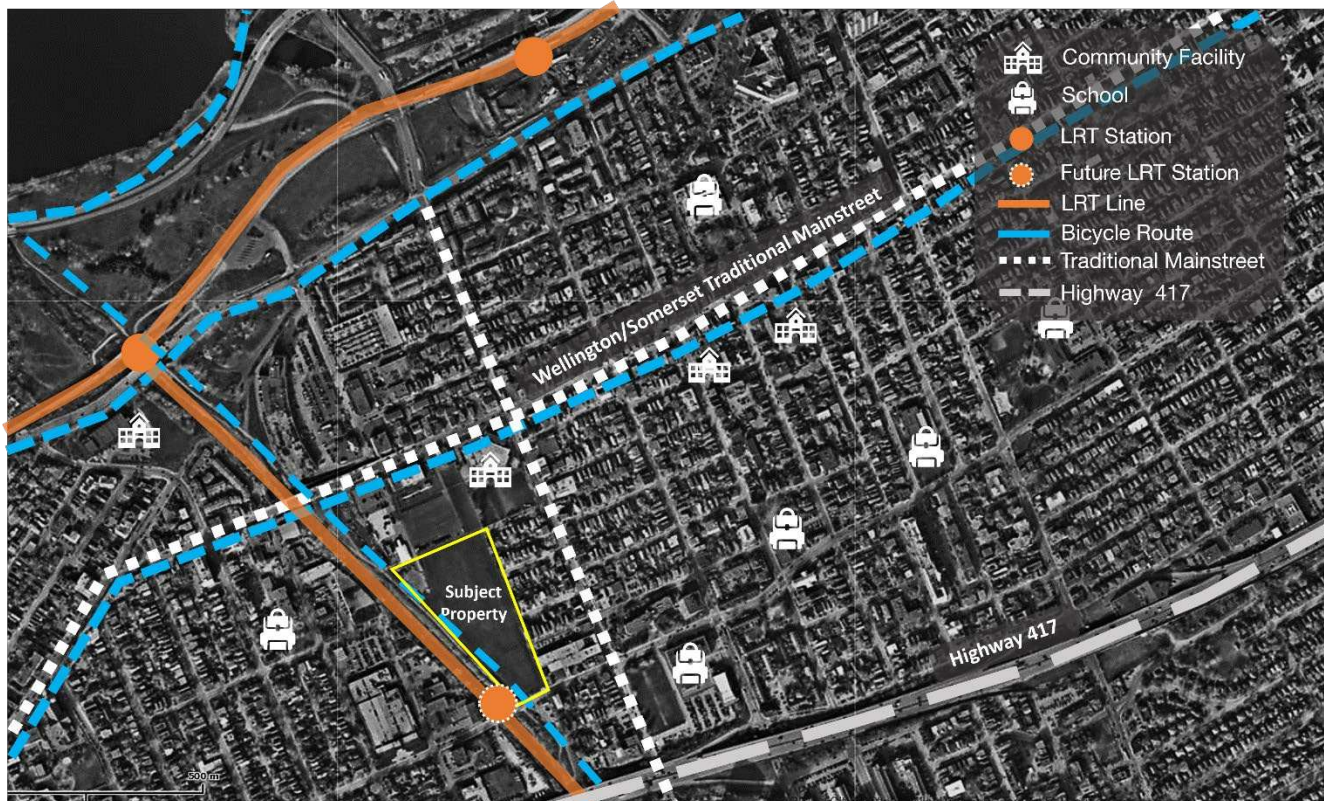 Community Facility
School
LRT Station
Future LRT Station
LRT Line
Bicycle Route
Traditional Mainstreet
Highway 417
Wellington/Somerset Traditional Mainstreet
Subject
Property
Highway 417
500 m